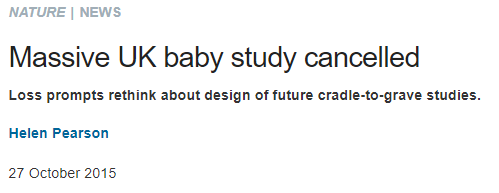 NATURE | NEWS
Massive UK baby study cancelled
Loss prompts rethink about design of future cradle-to-grave studies.
Helen Pearson
27 October 2015